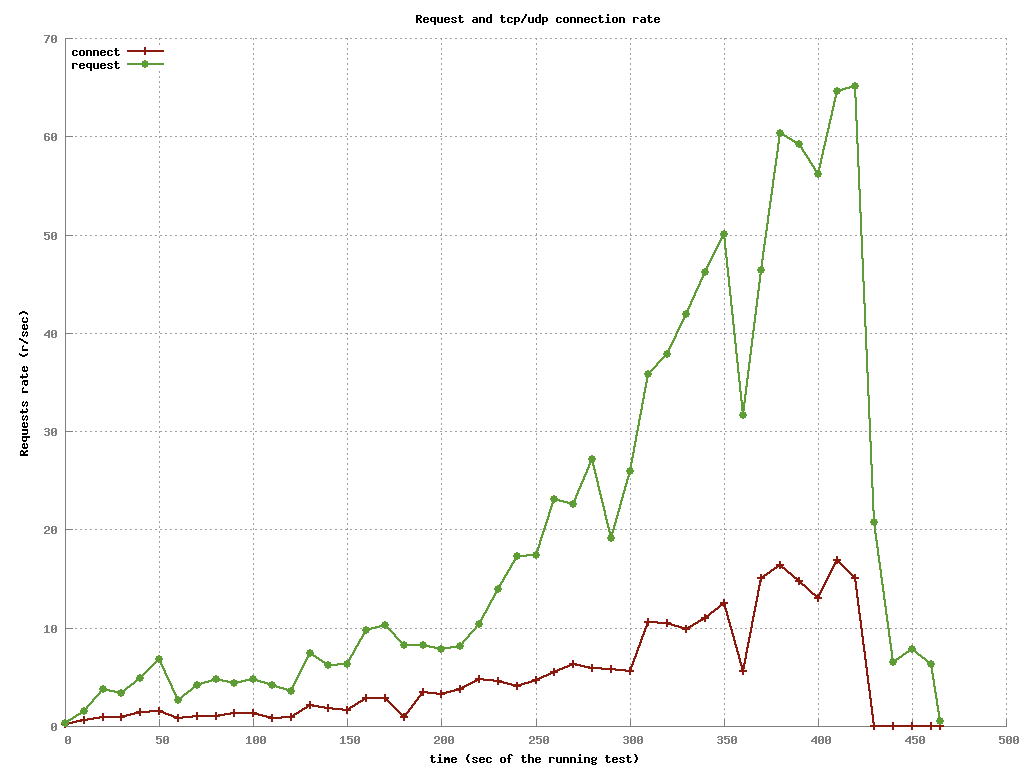 Request and tcp/udp connection rate
70
connect
request
60
50
40
30
20
10
0
Requests rate (r/sec)
0 50 100 150 200 250 300 350 400 450 500
time (sec of the running test)